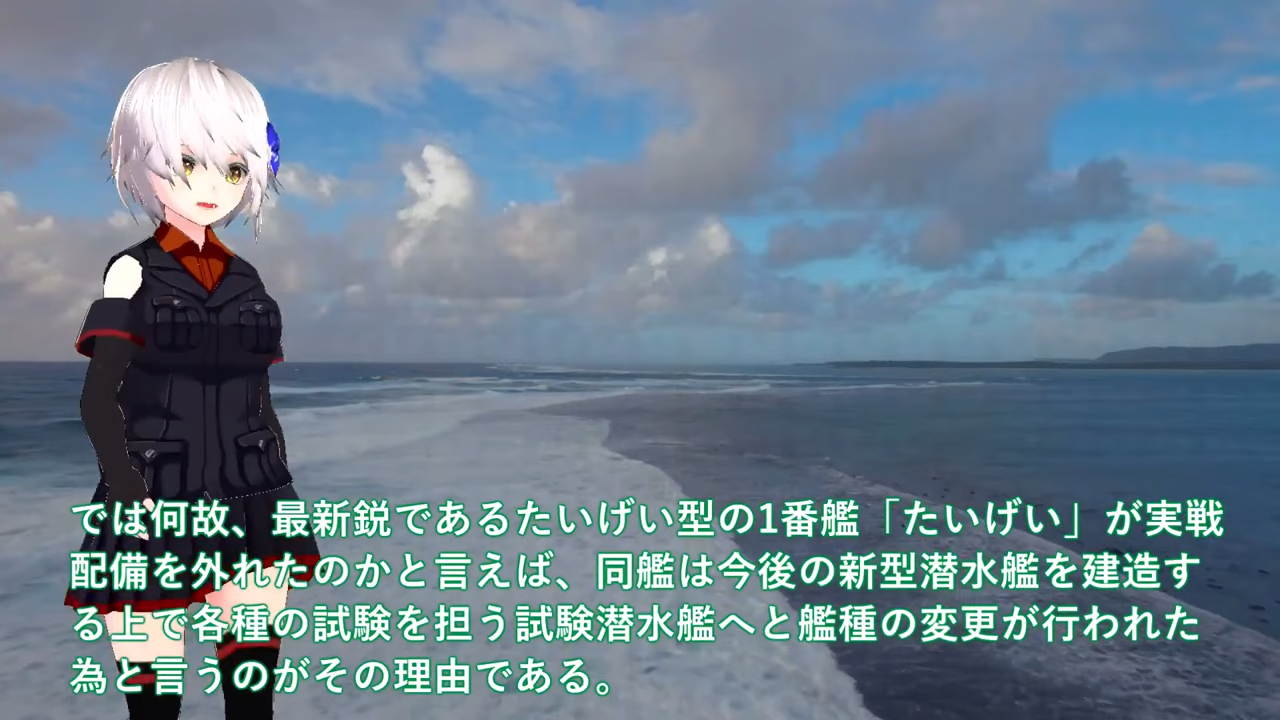 では何故、最新鋭であるたいげい型の1番艦「たいげい」が実戦
配備を外れたのかと言えば、同艦は今後の新型潜水艦を建造す
る上で各種の試験を担う試験潜水艦へと艦種の変更が行われた
為と言うのがその理由である。